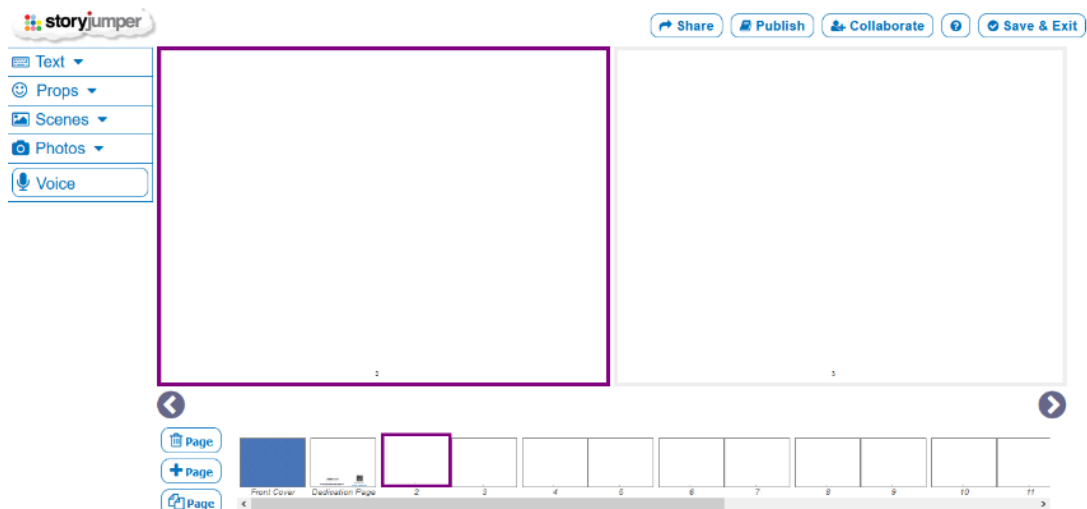 storyjumper
Share Publish Collaborate ? Save & Exit
Text
Props
Scenes
Photos
Voice
2 3
Page
Page
Page
Front Cover Dedication Page 2 3 4 5 6 7 8 9 10 11